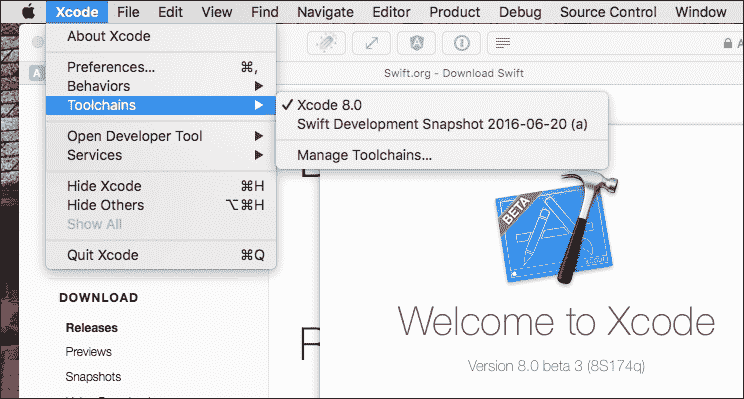 Xcode File Edit View Find Navigate Editor Product Debug Source Control Window
About Xcode
Preferences... ⌘,
Behaviors
Toolchains
Open Developer Tool
Services
Hide Xcode ⌘H
Hide Others ⌥⌘H
Show All
Quit Xcode ⌘Q
Swift.org - Download Swift
✓ Xcode 8.0
Swift Development Snapshot 2016-06-20 (a)
Manage Toolchains...
DOWNLOAD
Releases
Previews
Snapshots
BETA
Welcome to Xcode
Version 8.0 beta 3 (8S174q)